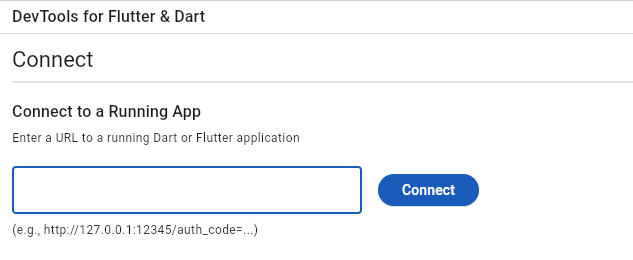 DevTools for Flutter & Dart
Connect
Connect to a Running App
Enter a URL to a running Dart or Flutter application
Connect
(e.g., http://127.0.0.1:12345/auth_code=...)